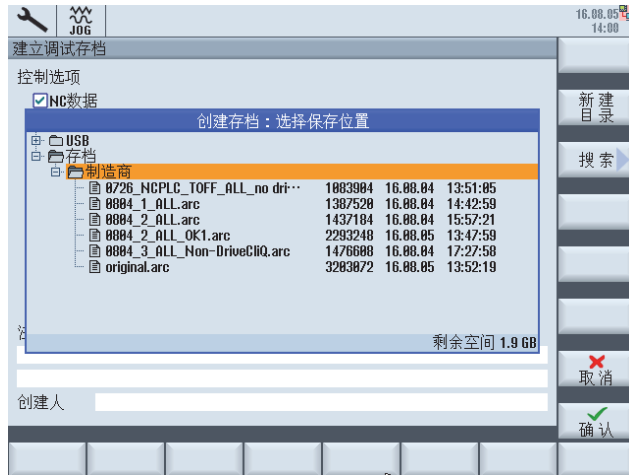 JOG
16.08.05
14:00
建立调试存档
控制选项
NC数据
创建存档：选择保存位置
USB
存档
制造商
0726_NCPLC_TOFF_ALL_no dri… 1083904 16.08.04 13:51:05
0804_1_ALL.arc 1387520 16.08.04 14:42:59
0804_2_ALL.arc 1437184 16.08.04 15:57:21
0804_2_ALL_OK1.arc 2293248 16.08.05 13:47:59
0804_3_ALL_Non-DriveCliQ.arc 1476608 16.08.04 17:27:58
original.arc 3203072 16.08.05 13:52:19
剩余空间 1.9 GB
创建人
新建
目录
搜索
取消
确认